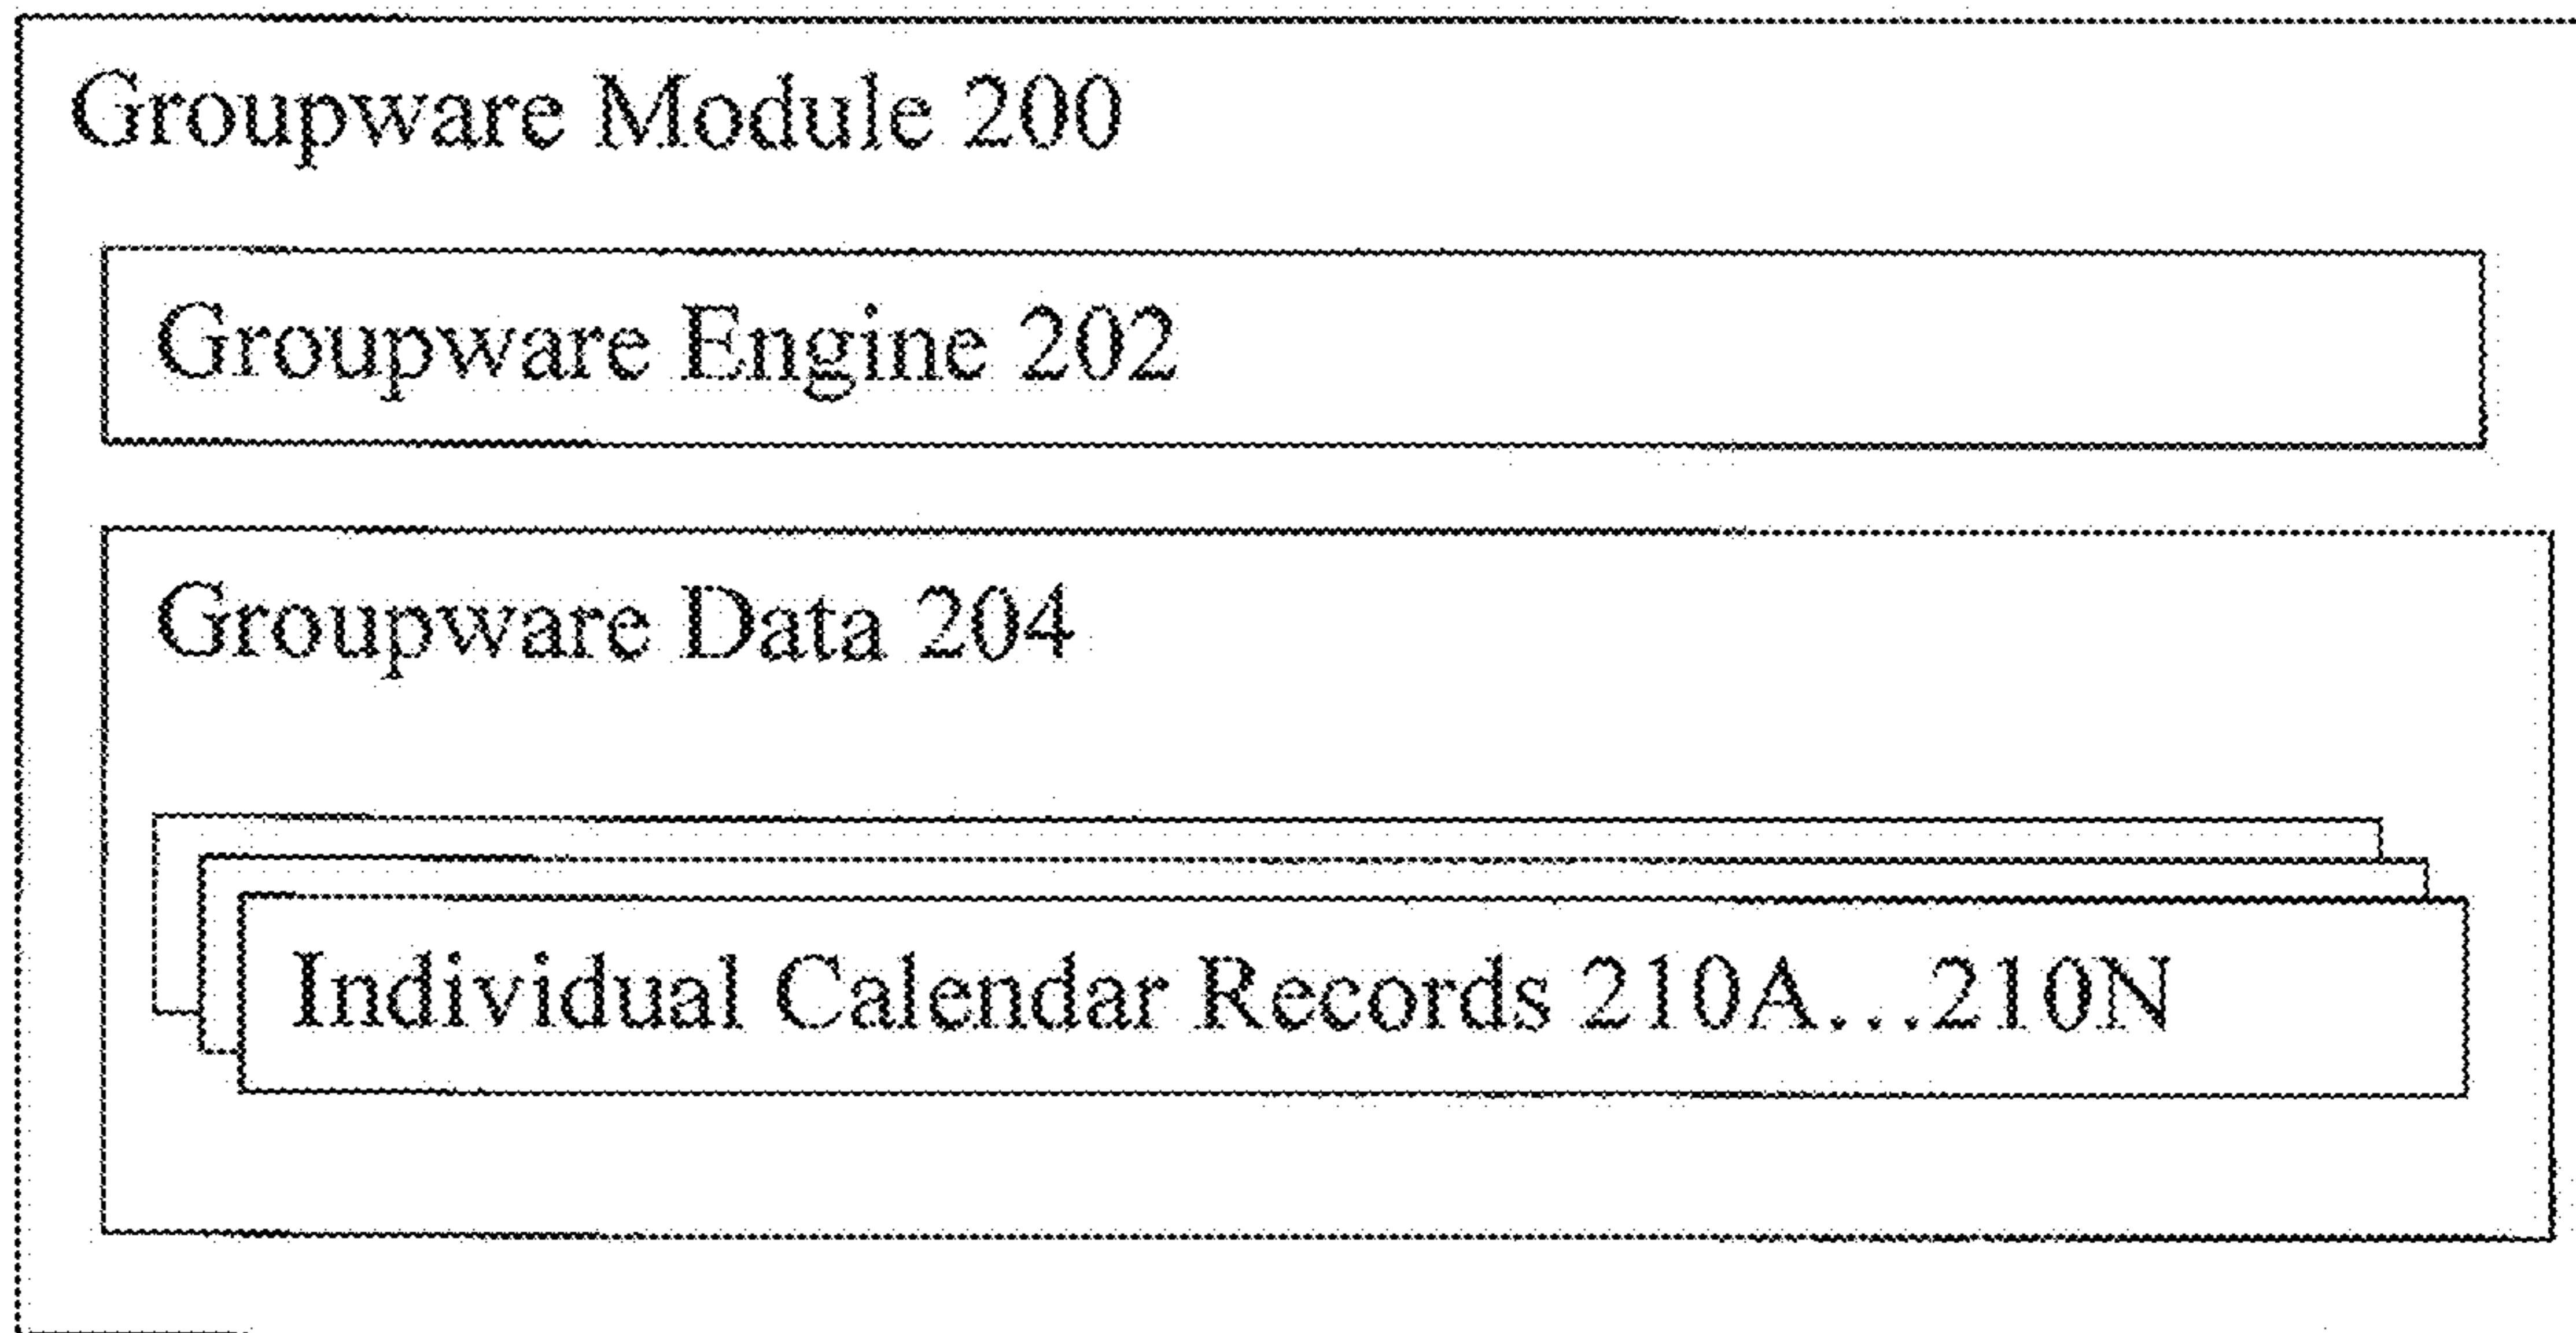 Groupware Module 200
Groupware Engine 202
Groupware Data 204
Individual Calendar Records 210A...210N